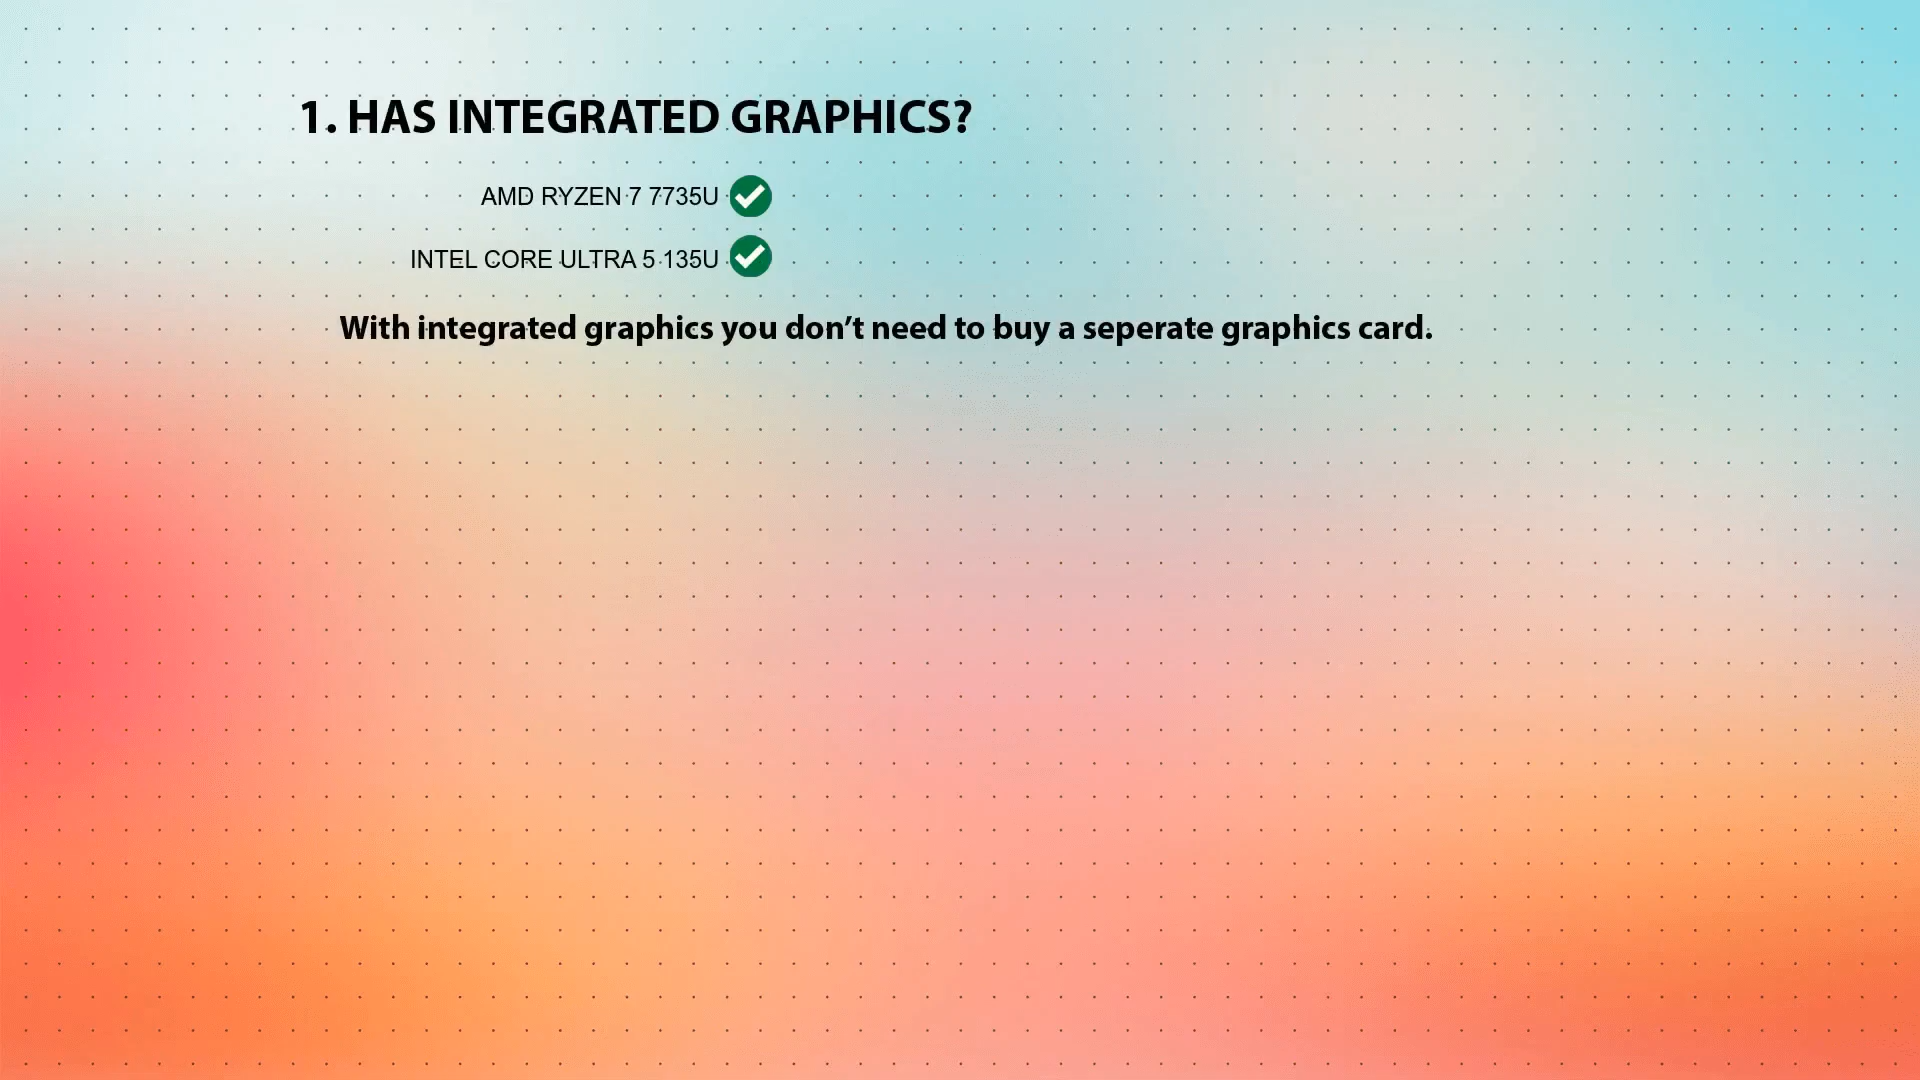 1. HAS INTEGRATED GRAPHICS?
AMD RYZEN 7 7735U
INTEL CORE ULTRA 5 135U
With integrated graphics you don’t need to buy a seperate graphics card.